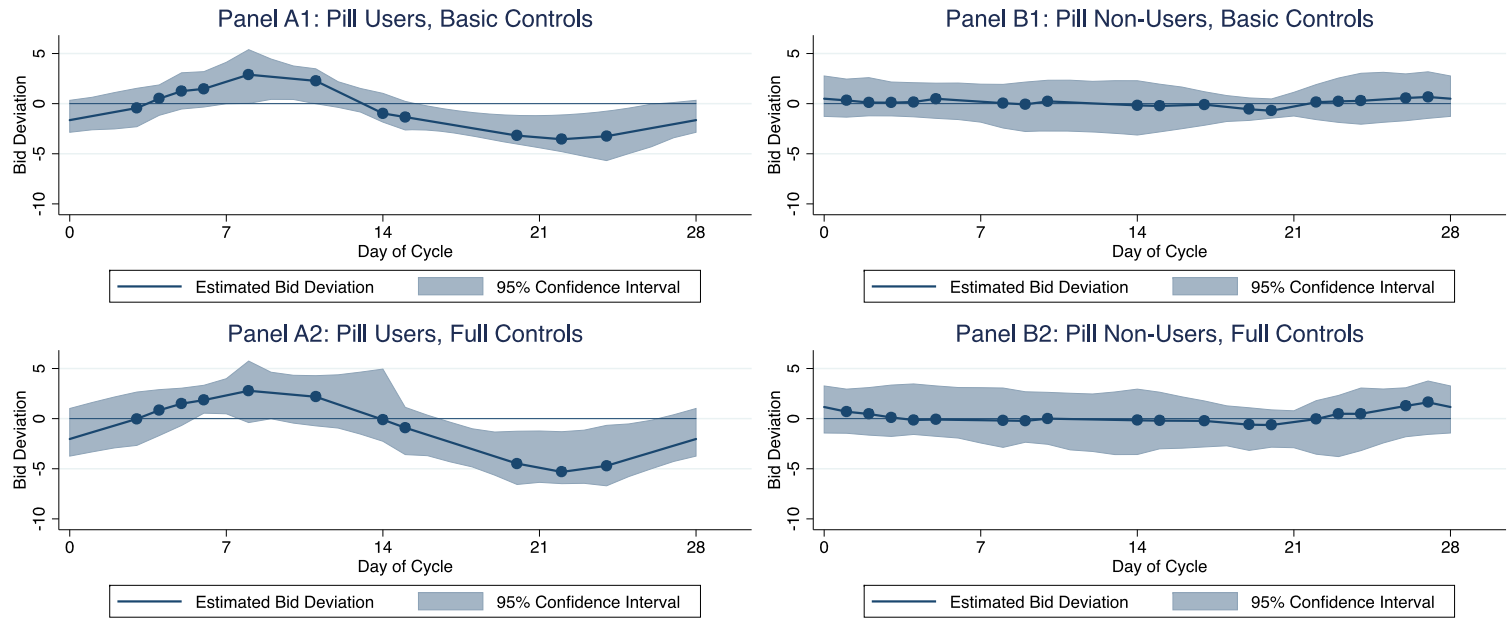 Panel A1: Pill Users, Basic Controls
Bid Deviation
5
0
-5
-10
0 7 14 21 28
Day of Cycle
Estimated Bid Deviation 95% Confidence Interval
Panel B1: Pill Non-Users, Basic Controls
Bid Deviation
5
0
-5
-10
0 7 14 21 28
Day of Cycle
Estimated Bid Deviation 95% Confidence Interval
Panel A2: Pill Users, Full Controls
Bid Deviation
5
0
-5
-10
0 7 14 21 28
Day of Cycle
Estimated Bid Deviation 95% Confidence Interval
Panel B2: Pill Non-Users, Full Controls
Bid Deviation
5
0
-5
-10
0 7 14 21 28
Day of Cycle
Estimated Bid Deviation 95% Confidence Interval